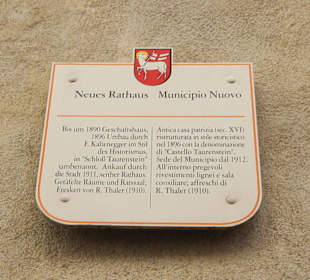 Neues Rathaus Municipio Nuovo
Bis um 1890 Geschäftshaus,
1896 Umbau durch
F. Kaltenegger im Stil
des Historismus,
in "Schloß Taurenstein"
umbenannt. Ankauf durch
die Stadt 1911, seither Rathaus.
Getäfelte Räume und Ratssaal;
Fresken von R. Thaler (1910).
Antica casa patrizia (sec. XVI)
ristrutturata in stile storicistico
nel 1896 con la denominazione
di "Castello Taurenstein".
Sede del Municipio dal 1912.
All'interno pregevoli
rivestimenti lignei e sala
consiliare; affreschi di
R. Thaler (1910).